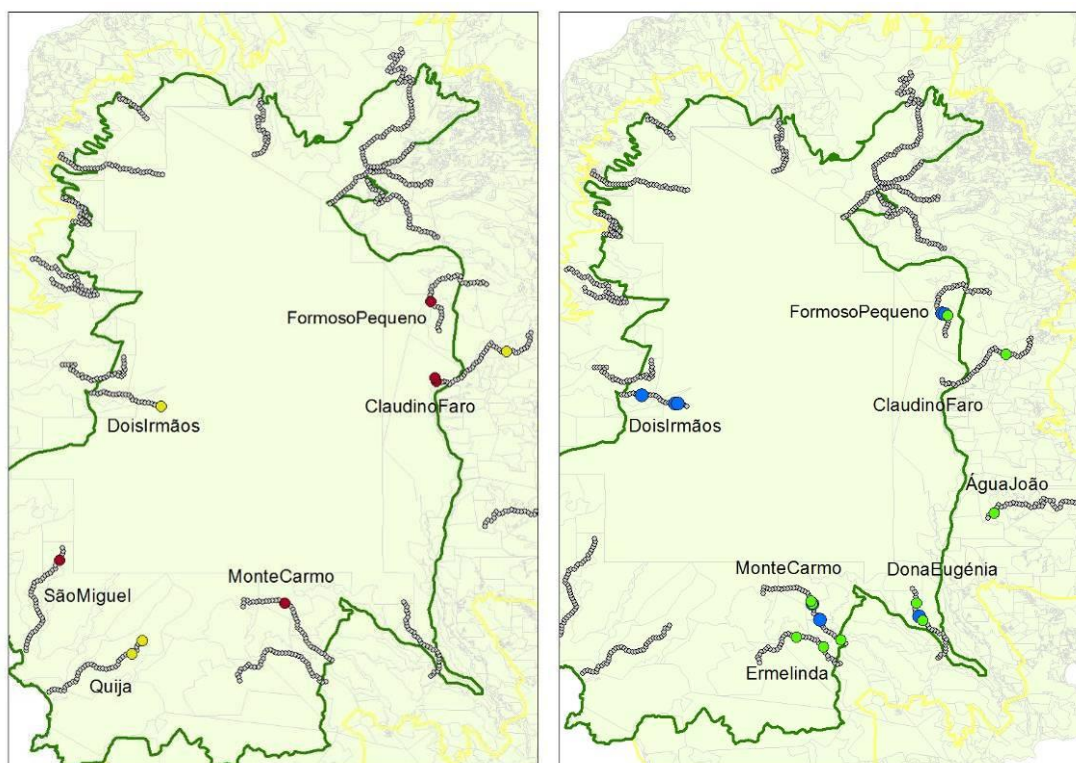 FormosoPequeno
ClaudinoFaro
DoisIrmãos
SãoMiguel
MonteCarmo
Quija
FormosoPequeno
ClaudinoFaro
DoisIrmãos
ÁguaJoão
MonteCarmo
DonaEugénia
Ermelinda